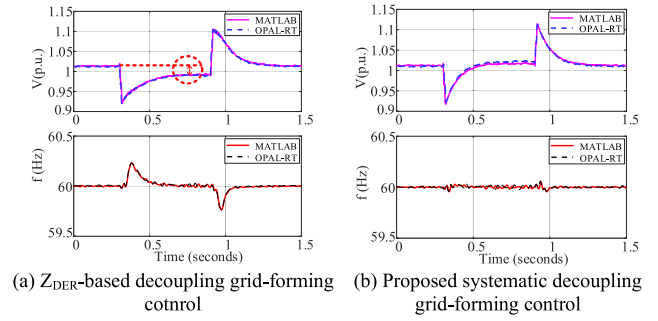 1.15
1.1
1.05
1
0.95
0.9
V(p.u.)
MATLAB
OPAL-RT
0 0.5 1 1.5
60.5
60
59.5
f (Hz)
MATLAB
OPAL-RT
0 0.5 1 1.5
Time (seconds)
(a) Z_DER-based decoupling grid-forming
cotnrol
1.15
1.1
1.05
1
0.95
0.9
V(p.u.)
MATLAB
OPAL-RT
0 0.5 1 1.5
60.5
60
59.5
f (Hz)
MATLAB
OPAL-RT
0 0.5 1 1.5
Time (seconds)
(b) Proposed systematic decoupling
grid-forming control